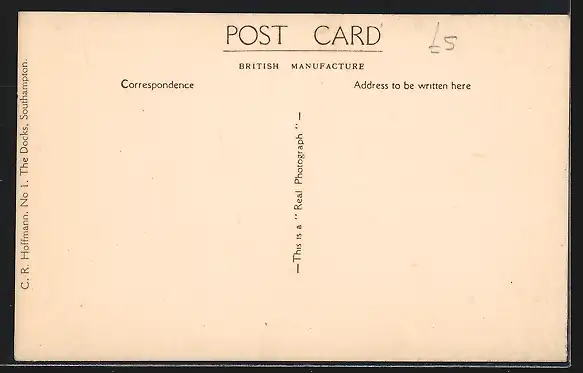 POST CARD
£5
BRITISH MANUFACTURE
Correspondence
Address to be written here
—This is a "Real Photograph"—
C. R. Hoffmann. No 1. The Docks, Southampton.